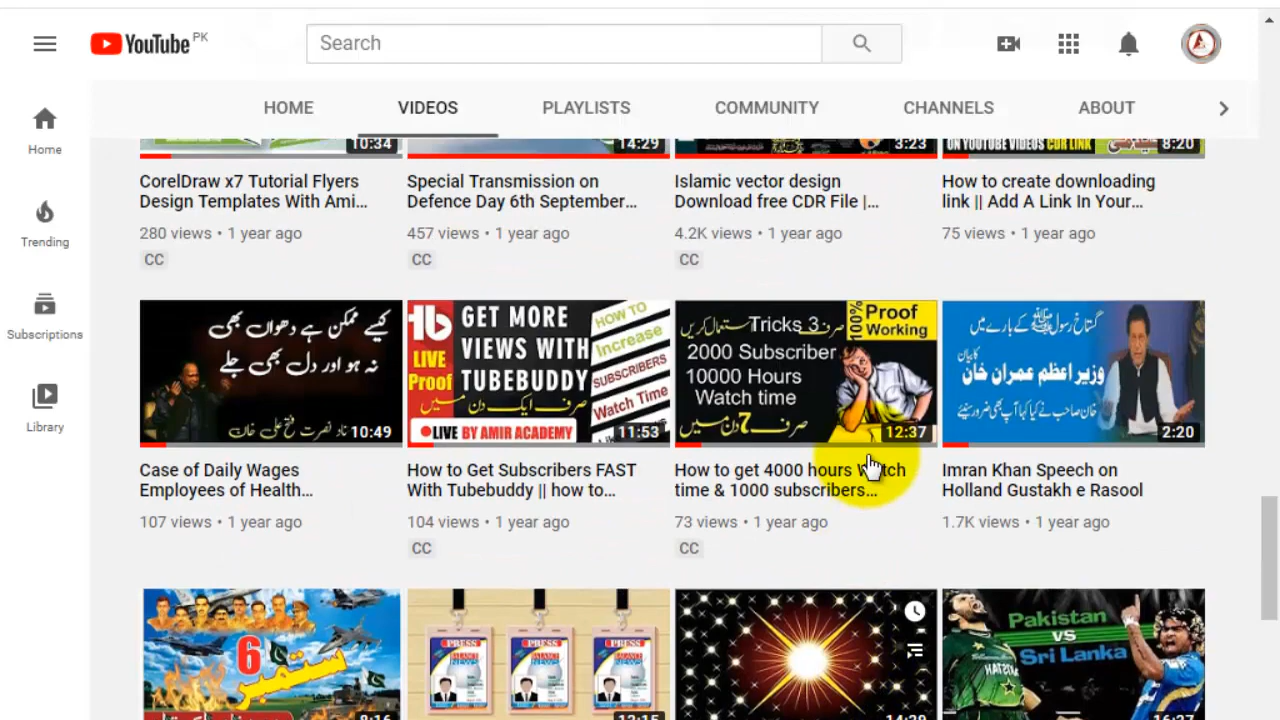 YouTube PK
Search
HOME
VIDEOS
PLAYLISTS
COMMUNITY
CHANNELS
ABOUT
Home
Trending
Subscriptions
Library
10:34
14:29
3:23
ON YOUTUBE VIDEOS CDR LINK
8:20
CorelDraw x7 Tutorial Flyers
Design Templates With Ami...
280 views • 1 year ago
CC
Special Transmission on
Defence Day 6th September...
457 views • 1 year ago
CC
Islamic vector design
Download free CDR File |...
4.2K views • 1 year ago
CC
How to create downloading
link || Add A Link In Your...
75 views • 1 year ago
کیسے ممکن ہے دھواں بھی
نہ ہو اور دل بھی جلے
نصرت فتح علی خان
10:49
Case of Daily Wages
Employees of Health...
107 views • 1 year ago
GET MORE
VIEWS WITH
TUBEBUDDY
LIVE
Proof
صرف ایک دن میں
HOW TO
Increase
SUBSCRIBERS
Watch Time
LIVE BY AMIR ACADEMY
11:53
How to Get Subscribers FAST
With Tubebuddy || how to...
104 views • 1 year ago
CC
صرف 3 Tricks استعمال کریں
100% Proof
Working
2000 Subscriber
10000 Hours
Watch time
صرف 7 دن میں
12:37
How to get 4000 hours Watch
time & 1000 subscribers...
73 views • 1 year ago
CC
گستاخ رسول ﷺ کے بارے میں
وزیر اعظم عمران خان
کا بیان
خان صاحب نے کیا کہا آپ بھی ضرور سنیئے
2:20
Imran Khan Speech on
Holland Gustakh e Rasool
1.7K views • 1 year ago
6
ستمبر
8:16
PRESS
PRESS
PRESS
12:15
14:29
Pakistan
VS
Sri Lanka
16:27